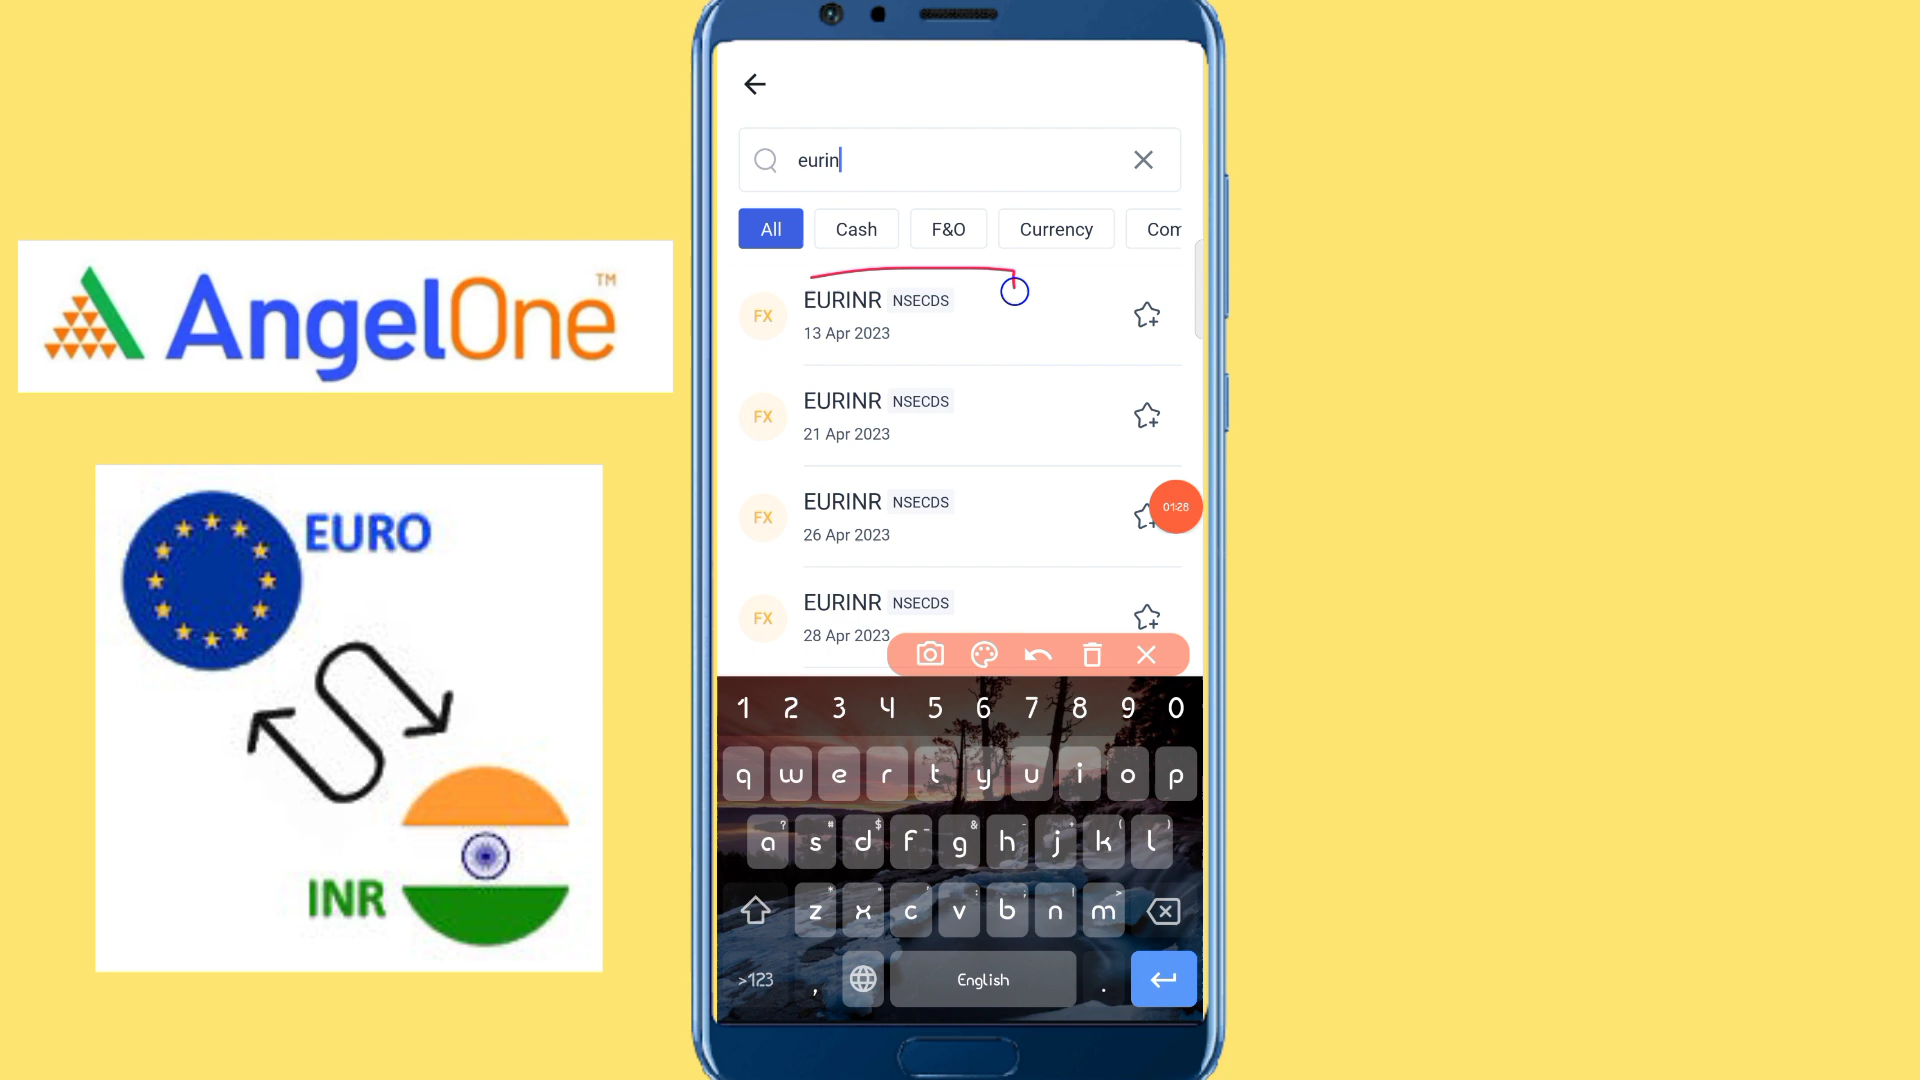 AngelOne™
EURO
INR
eurin
All Cash F&O Currency Com
FX EURINR NSECDS
13 Apr 2023
FX EURINR NSECDS
21 Apr 2023
FX EURINR NSECDS
26 Apr 2023
01:28
FX EURINR NSECDS
28 Apr 2023
1 2 3 4 5 6 7 8 9 0
q w e r t y u i o p
a s d f g h j k l
z x c v b n m
>123 , English .